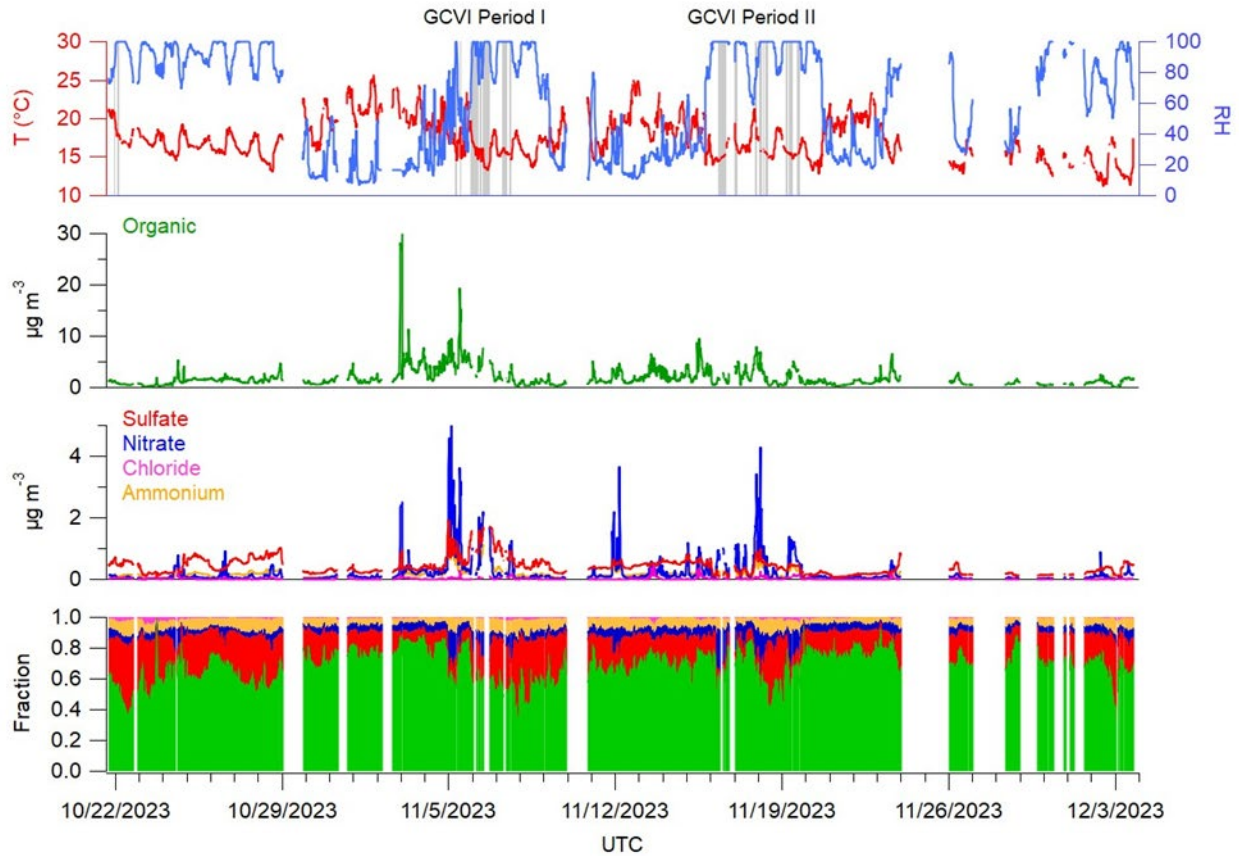 GCVI Period I GCVI Period II
30
25
20
15
10
T (°C)
100
80
60
40
20
0
RH
Organic
30
20
10
0
µg m⁻³
Sulfate
Nitrate
Chloride
Ammonium
4
2
0
µg m⁻³
1.0
0.8
0.6
0.4
0.2
0.0
Fraction
10/22/2023 10/29/2023 11/5/2023 11/12/2023 11/19/2023 11/26/2023 12/3/2023
UTC